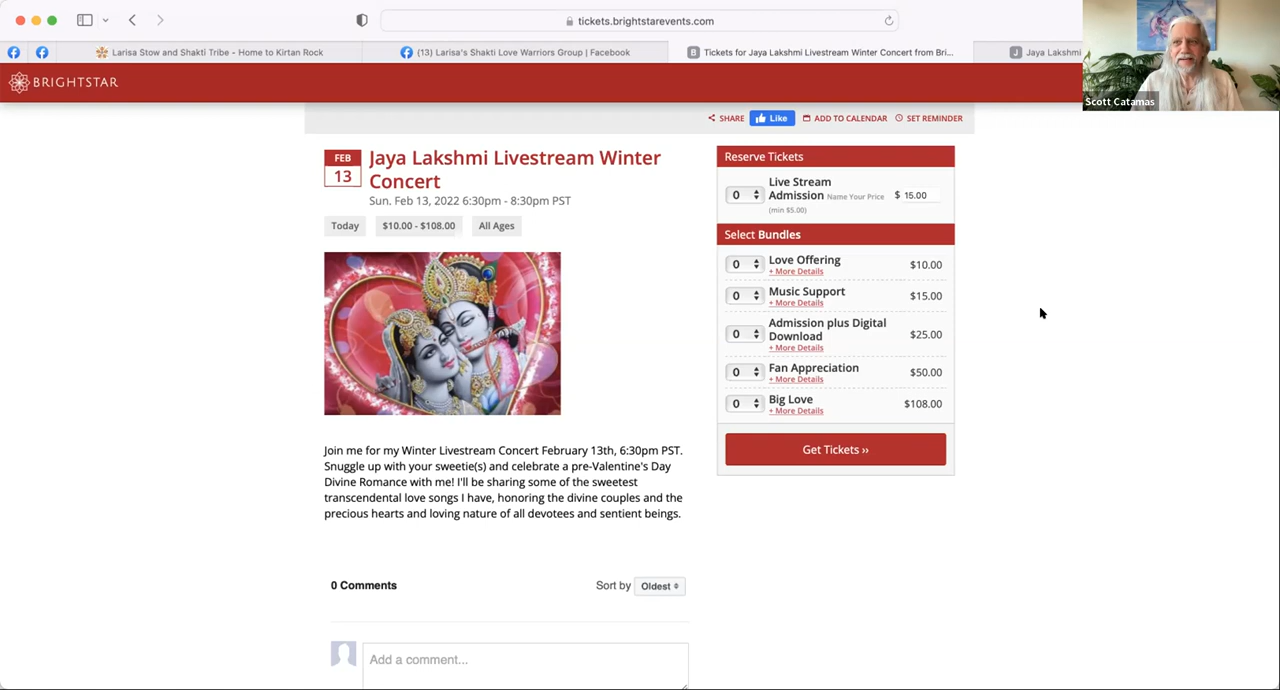 tickets.brightstarevents.com
Larisa Stow and Shakti Tribe - Home to Kirtan Rock
(13) Larisa's Shakti Love Warriors Group | Facebook
B Tickets for Jaya Lakshmi Livestream Winter Concert from Bri...
J Jaya Lakshmi
Scott Catamas
BRIGHTSTAR
SHARE
Like
ADD TO CALENDAR
SET REMINDER
FEB
13
Jaya Lakshmi Livestream Winter
Concert
Sun. Feb 13, 2022 6:30pm - 8:30pm PST
Today
$10.00 - $108.00
All Ages
Join me for my Winter Livestream Concert February 13th, 6:30pm PST.
Snuggle up with your sweetie(s) and celebrate a pre-Valentine's Day
Divine Romance with me! I'll be sharing some of the sweetest
transcendental love songs I have, honoring the divine couples and the
precious hearts and loving nature of all devotees and sentient beings.
0 Comments
Sort by Oldest
Add a comment...
Reserve Tickets
0 Live Stream
Admission Name Your Price $ 15.00
(min $5.00)
Select Bundles
0 Love Offering $10.00
+ More Details
0 Music Support $15.00
+ More Details
0 Admission plus Digital
Download $25.00
+ More Details
0 Fan Appreciation $50.00
+ More Details
0 Big Love $108.00
+ More Details
Get Tickets ››